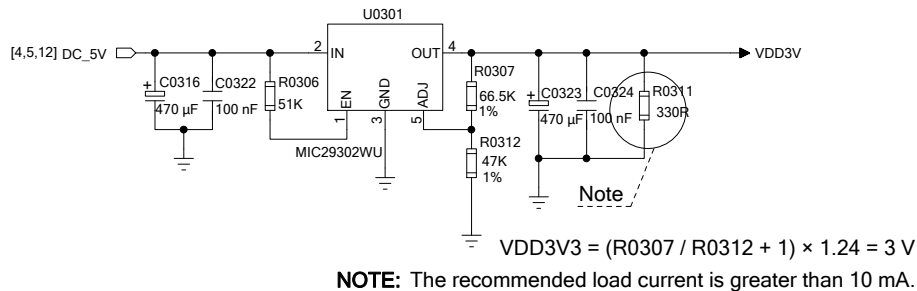 U0301
[4,5,12] DC_5V
2 IN
OUT 4
VDD3V
C0316
C0322
R0306
+
470 µF
100 nF
51K
EN
GND
ADJ
1
3
5
MIC29302WU
R0307
66.5K
1%
R0312
47K
1%
+
C0323
C0324
R0311
470 µF
100 nF
330R
Note
VDD3V3 = (R0307 / R0312 + 1) × 1.24 = 3 V
NOTE: The recommended load current is greater than 10 mA.